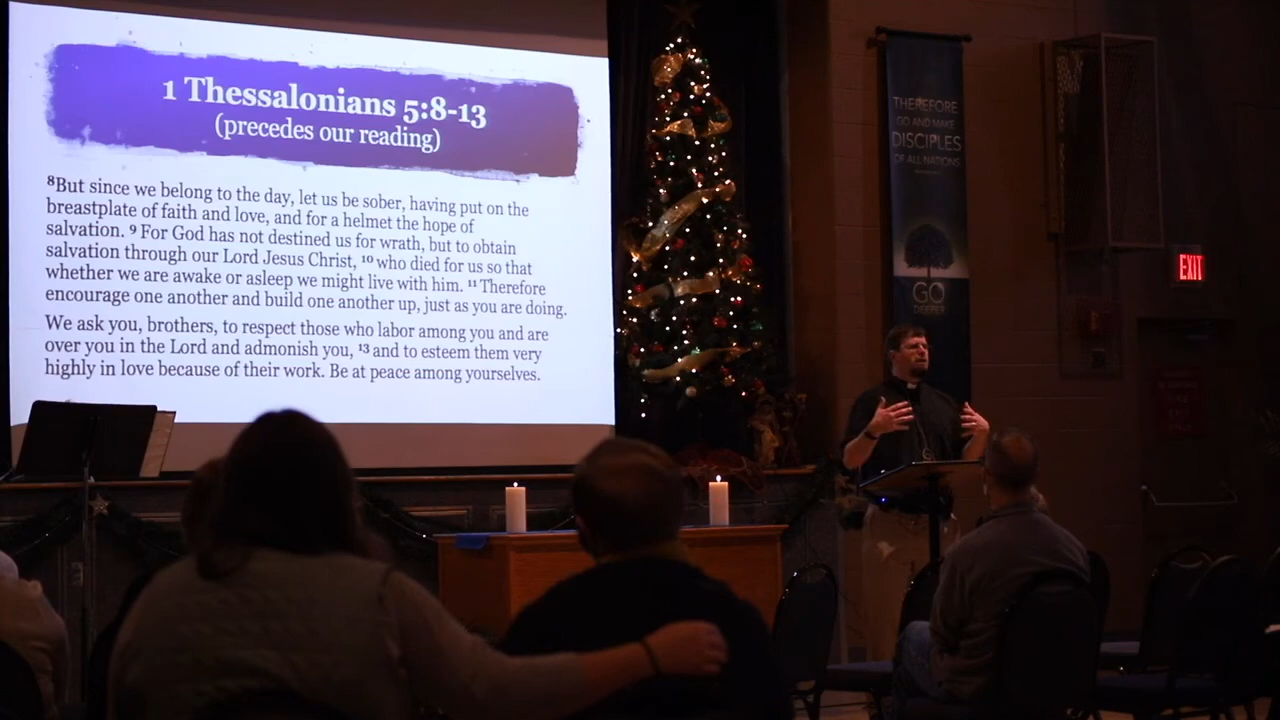 1 Thessalonians 5:8-13
(precedes our reading)
⁸But since we belong to the day, let us be sober, having put on the
breastplate of faith and love, and for a helmet the hope of
salvation. ⁹ For God has not destined us for wrath, but to obtain
salvation through our Lord Jesus Christ, ¹⁰ who died for us so that
whether we are awake or asleep we might live with him. ¹¹ Therefore
encourage one another and build one another up, just as you are doing.
We ask you, brothers, to respect those who labor among you and are
over you in the Lord and admonish you, ¹³ and to esteem them very
highly in love because of their work. Be at peace among yourselves.
THEREFORE
GO AND MAKE
DISCIPLES
OF ALL NATIONS
GO
DEEPER
EXIT